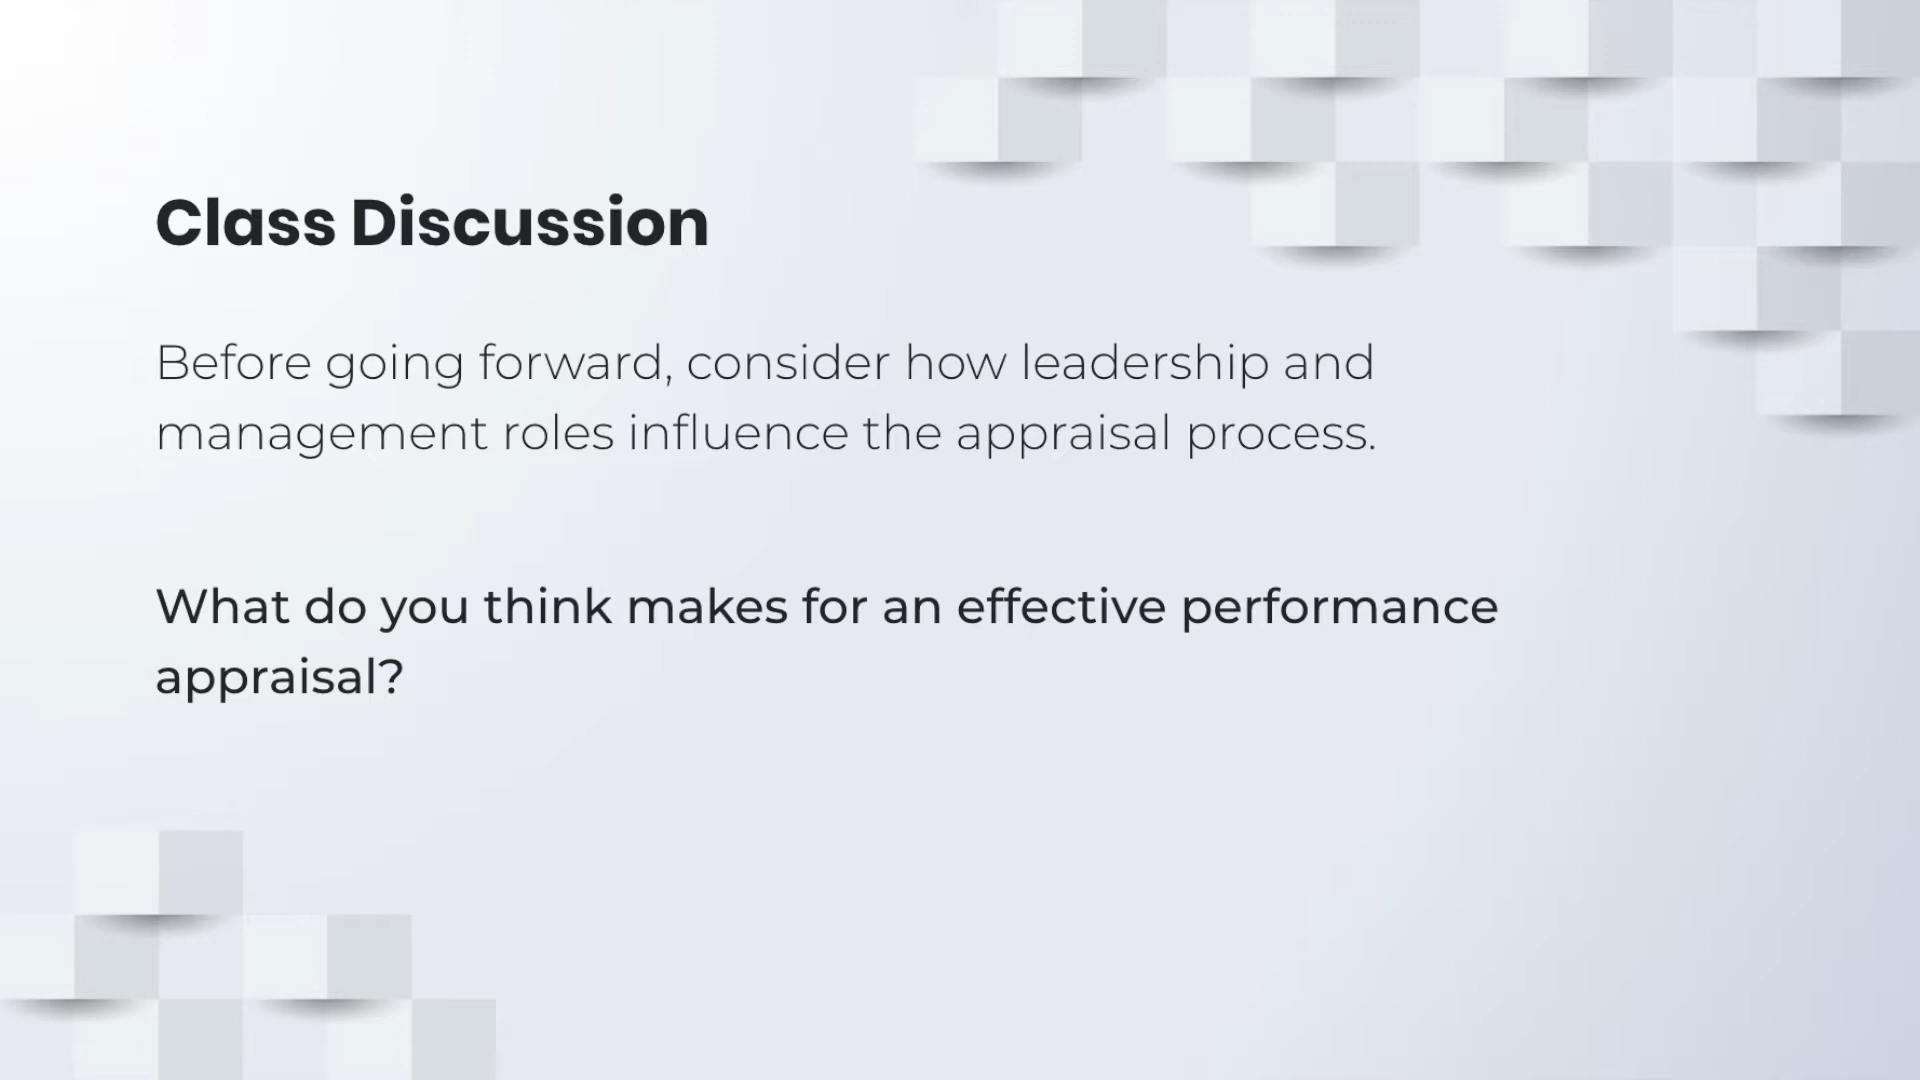 Class Discussion
Before going forward, consider how leadership and
management roles influence the appraisal process.
What do you think makes for an effective performance
appraisal?